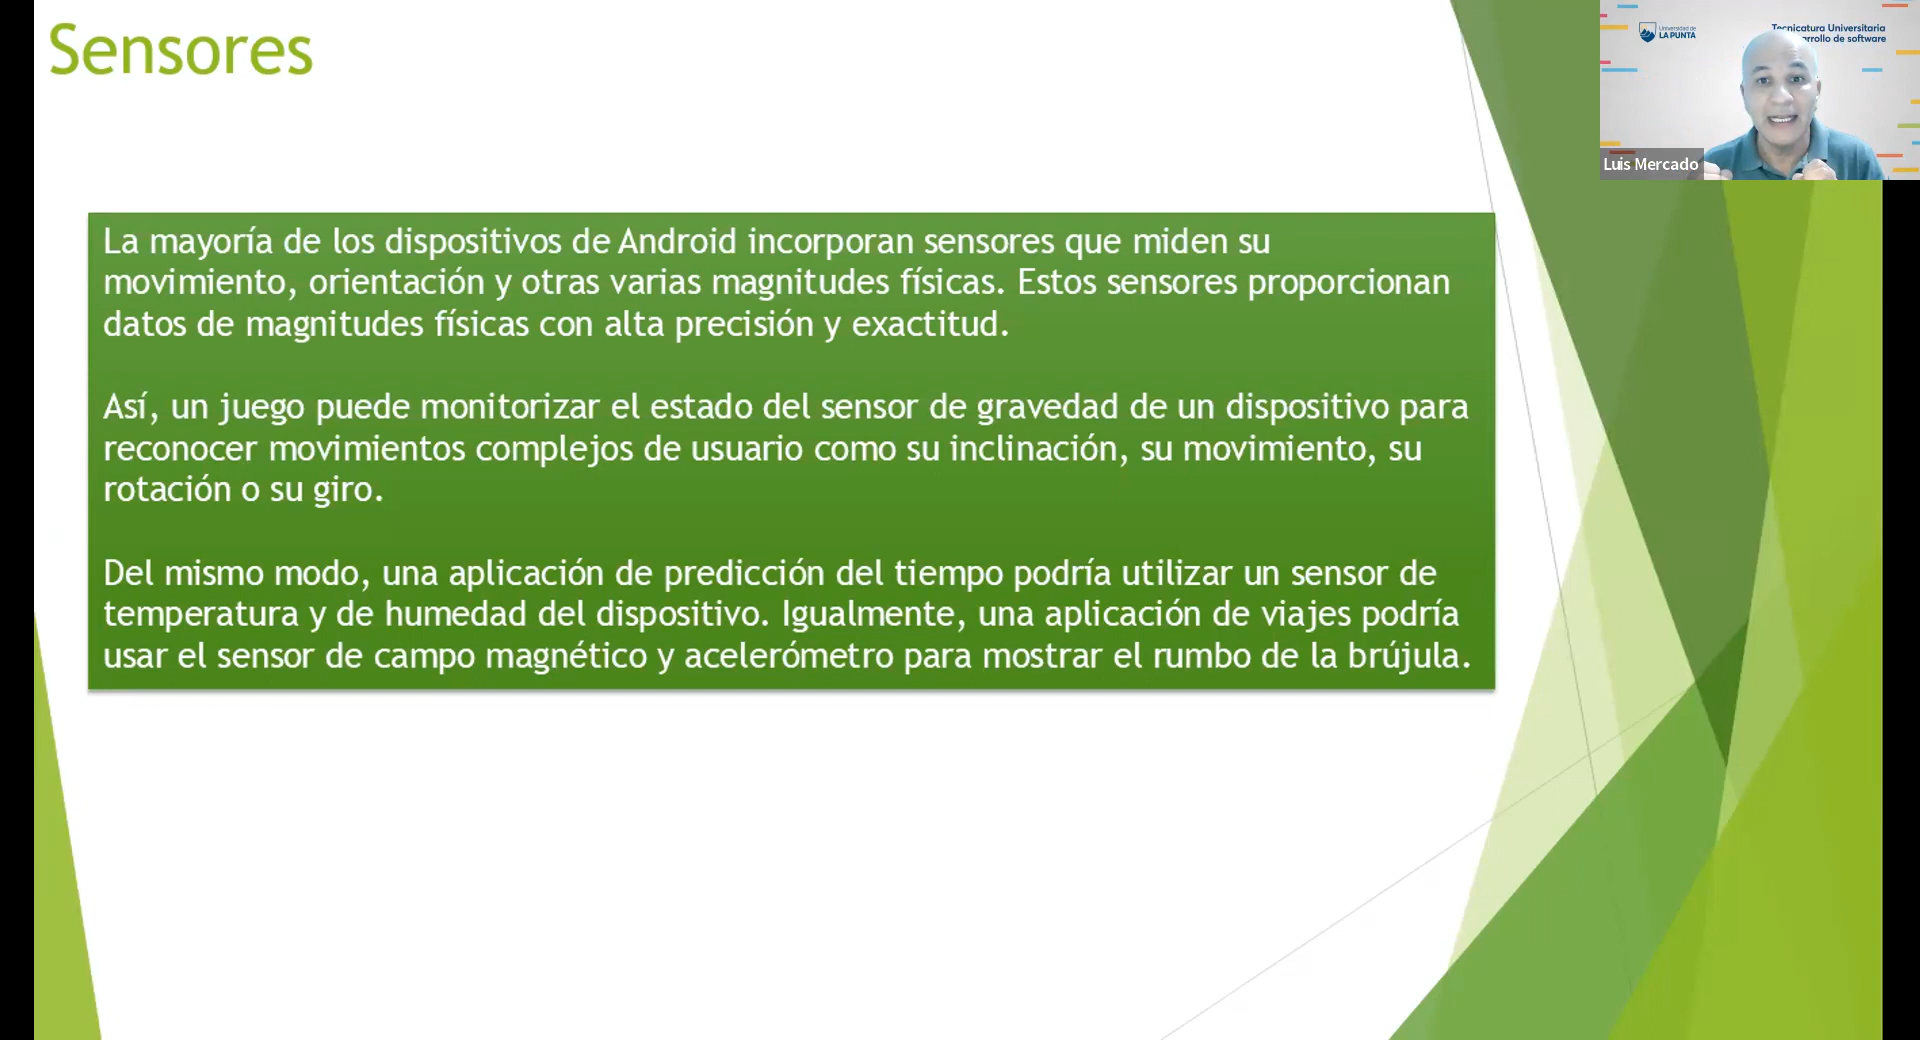 Sensores
Universidad de
LA PUNTA
Tecnicatura Universitaria
rrollo de software
Luis Mercado
La mayoría de los dispositivos de Android incorporan sensores que miden su
movimiento, orientación y otras varias magnitudes físicas. Estos sensores proporcionan
datos de magnitudes físicas con alta precisión y exactitud.
Así, un juego puede monitorizar el estado del sensor de gravedad de un dispositivo para
reconocer movimientos complejos de usuario como su inclinación, su movimiento, su
rotación o su giro.
Del mismo modo, una aplicación de predicción del tiempo podría utilizar un sensor de
temperatura y de humedad del dispositivo. Igualmente, una aplicación de viajes podría
usar el sensor de campo magnético y acelerómetro para mostrar el rumbo de la brújula.